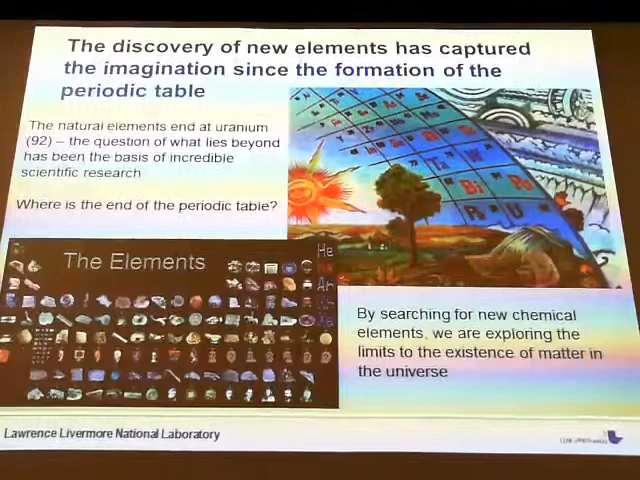 The discovery of new elements has captured
the imagination since the formation of the
periodic table
The natural elements end at uranium
(92) – the question of what lies beyond
has been the basis of incredible
scientific research
Where is the end of the periodic table?
Ta W
Bi Po
U
The Elements
He
Ar
By searching for new chemical
elements, we are exploring the
limits to the existence of matter in
the universe
Lawrence Livermore National Laboratory